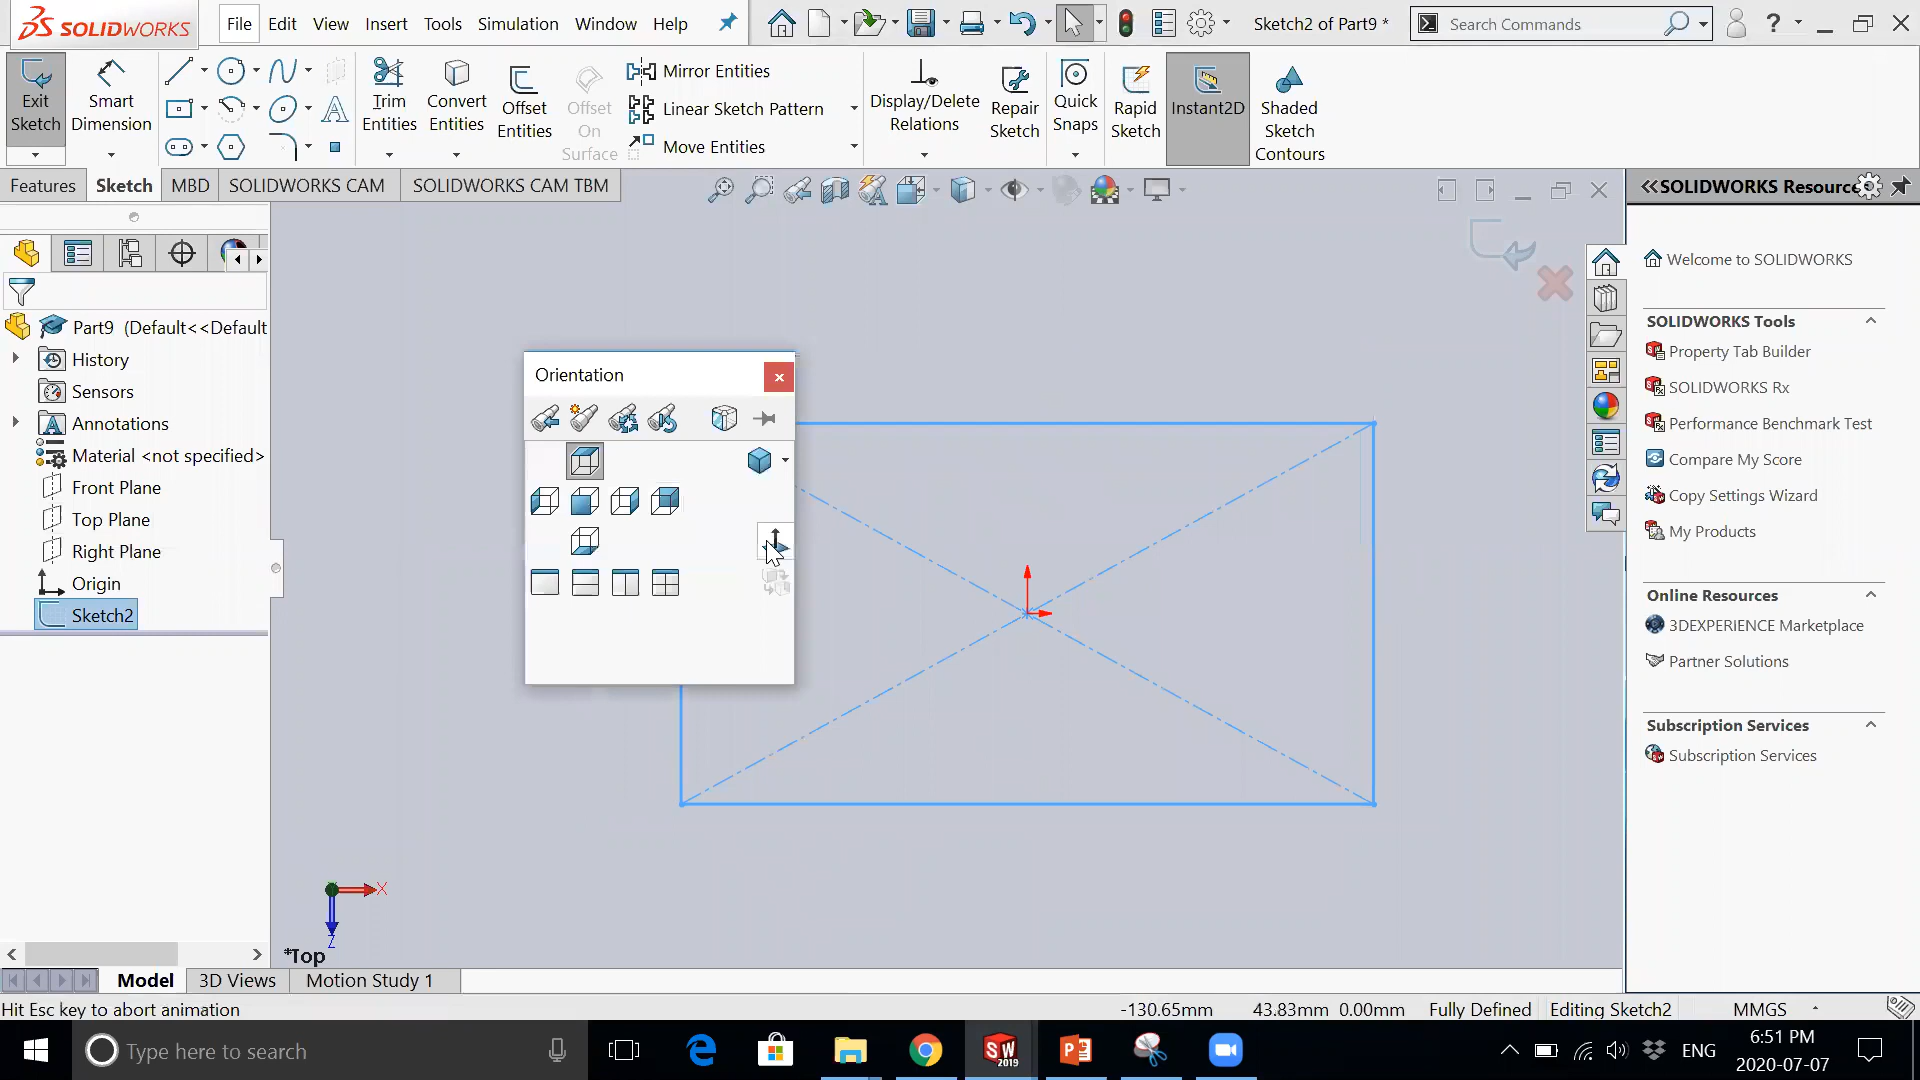 SOLIDWORKS
File Edit View Insert Tools Simulation Window Help
Sketch2 of Part9 *
Search Commands
Exit Sketch
Smart Dimension
Trim Entities
Convert Entities
Offset Entities
Offset On Surface
Mirror Entities
Linear Sketch Pattern
Move Entities
Display/Delete Relations
Repair Sketch
Quick Snaps
Rapid Sketch
Instant2D
Shaded Sketch Contours
Features Sketch MBD SOLIDWORKS CAM SOLIDWORKS CAM TBM
Part9 (Default<<Default
History
Sensors
Annotations
Material <not specified>
Front Plane
Top Plane
Right Plane
Origin
Sketch2
Orientation
X
Z
*Top
SOLIDWORKS Resourc
Welcome to SOLIDWORKS
SOLIDWORKS Tools
Property Tab Builder
SOLIDWORKS Rx
Performance Benchmark Test
Compare My Score
Copy Settings Wizard
My Products
Online Resources
3DEXPERIENCE Marketplace
Partner Solutions
Subscription Services
Subscription Services
Model 3D Views Motion Study 1
Hit Esc key to abort animation
-130.65mm 43.83mm 0.00mm Fully Defined Editing Sketch2 MMGS
Type here to search
SW 2019
ENG
6:51 PM
2020-07-07